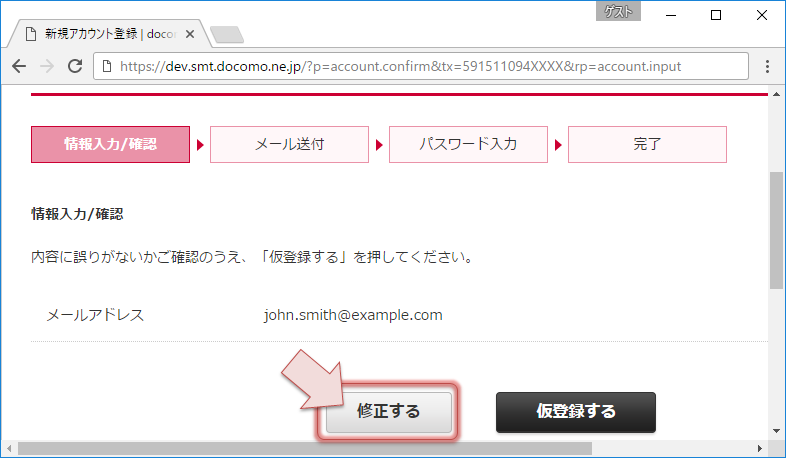 ゲスト
新規アカウント登録 | doco
https://dev.smt.docomo.ne.jp/?p=account.confirm&tx=591511094XXXX&rp=account.input
情報入力/確認
メール送付
パスワード入力
完了
情報入力/確認
内容に誤りがないかご確認のうえ、「仮登録する」を押してください。
メールアドレス john.smith@example.com
修正する
仮登録する